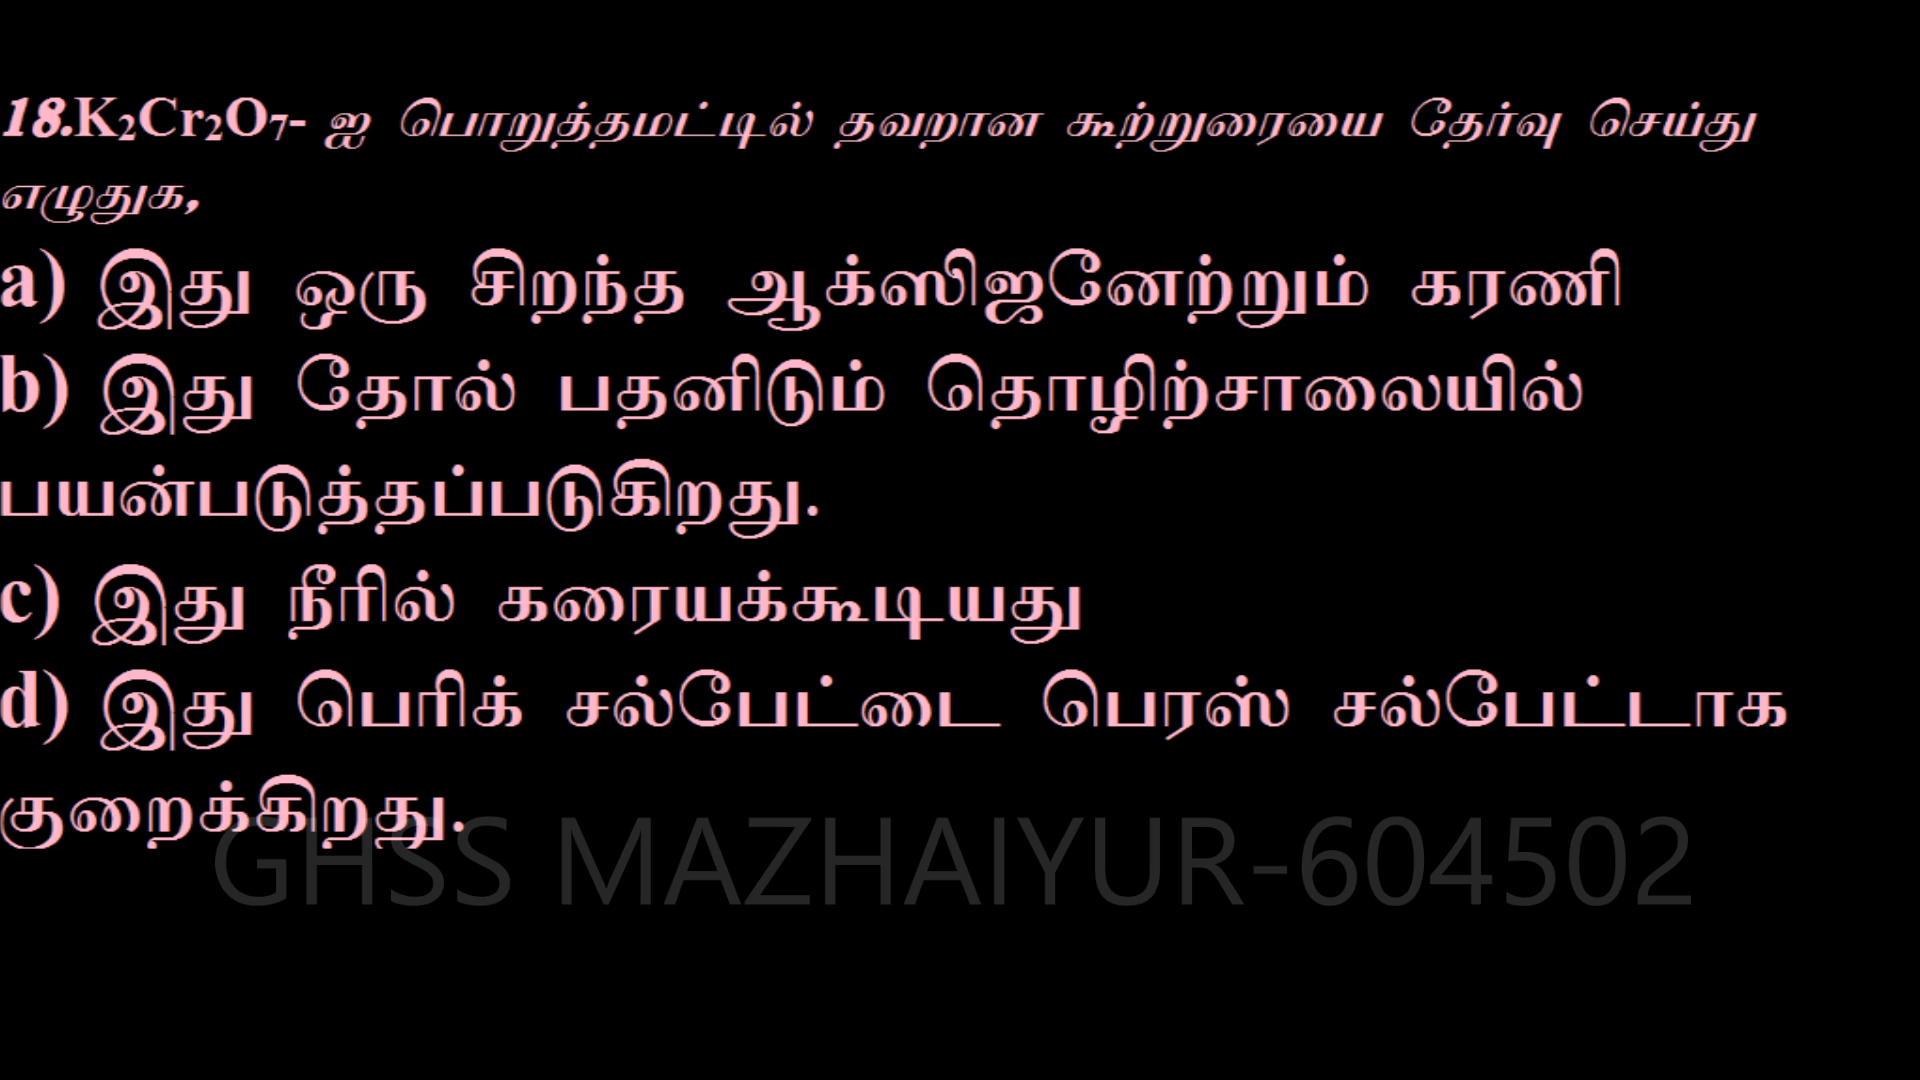 18.K₂Cr₂O₇- ஐ பொறுத்தமட்டில் தவறான கூற்றுரையை தேர்வு செய்து
எழுதுக,
a) இது ஒரு சிறந்த ஆக்ஸிஜனேற்றும் கரணி
b) இது தோல் பதனிடும் தொழிற்சாலையில்
பயன்படுத்தப்படுகிறது.
c) இது நீரில் கரையக்கூடியது
d) இது பெரிக் சல்பேட்டை பெரஸ் சல்பேட்டாக
குறைக்கிறது.
GHSS MAZHAIYUR-604502